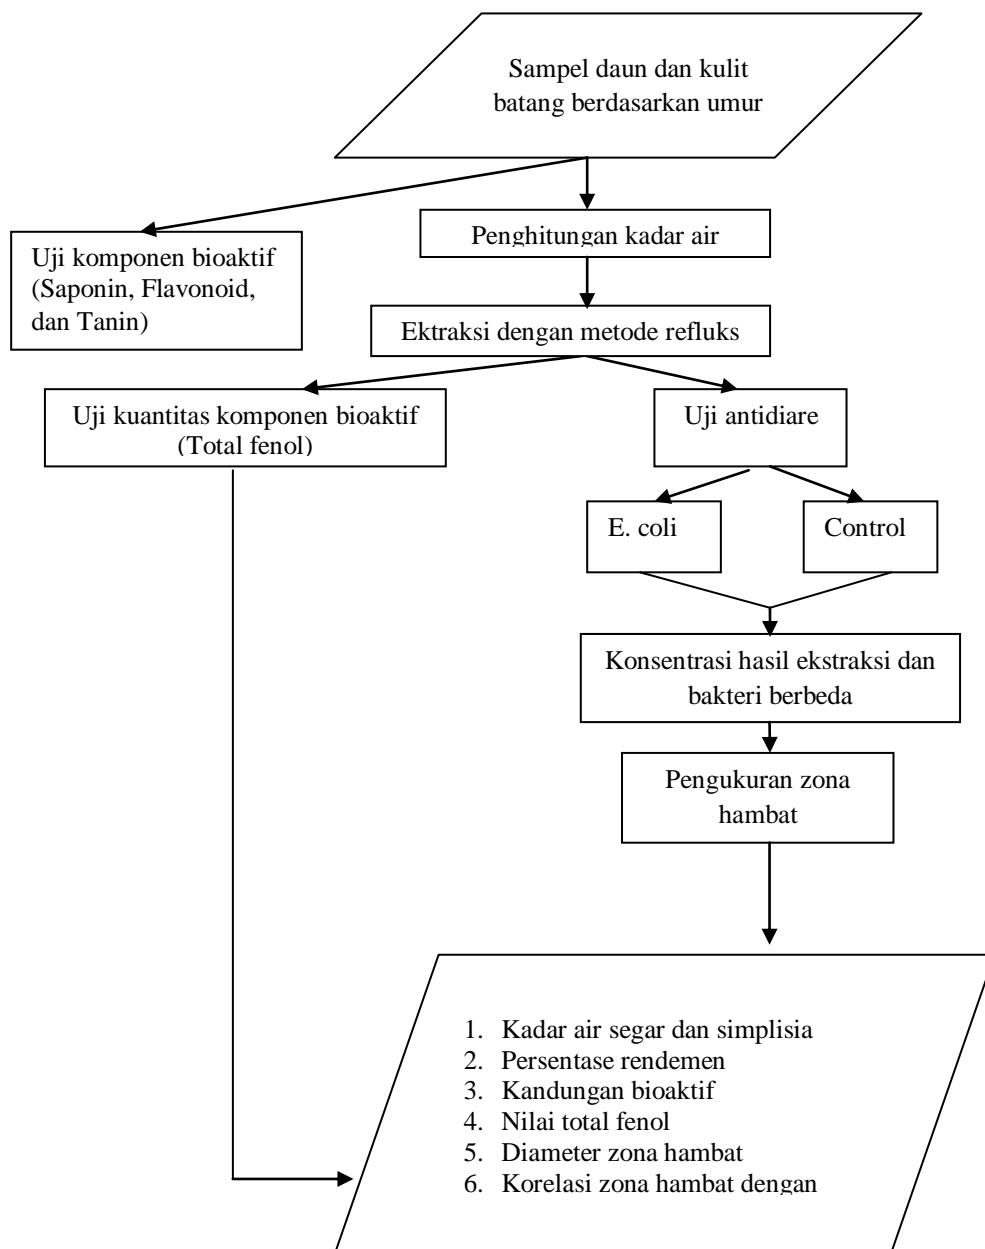 Sampel daun dan kulit
batang berdasarkan umur
Penghitungan kadar air
Uji komponen bioaktif
(Saponin, Flavonoid,
dan Tanin)
Ektraksi dengan metode refluks
Uji kuantitas komponen bioaktif
(Total fenol)
Uji antidiare
E. coli
Control
Konsentrasi hasil ekstraksi dan
bakteri berbeda
Pengukuran zona
hambat
1. Kadar air segar dan simplisia
2. Persentase rendemen
3. Kandungan bioaktif
4. Nilai total fenol
5. Diameter zona hambat
6. Korelasi zona hambat dengan